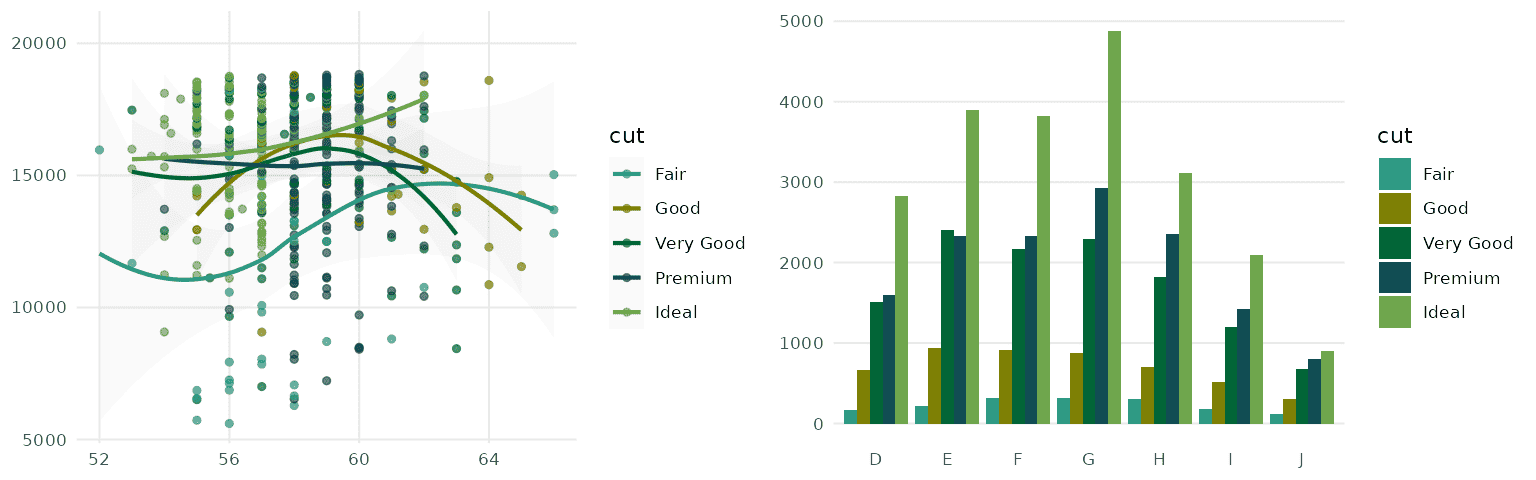 20000
15000
10000
5000
52 56 60 64
cut
Fair
Good
Very Good
Premium
Ideal
5000
4000
3000
2000
1000
0
D E F G H I J
cut
Fair
Good
Very Good
Premium
Ideal